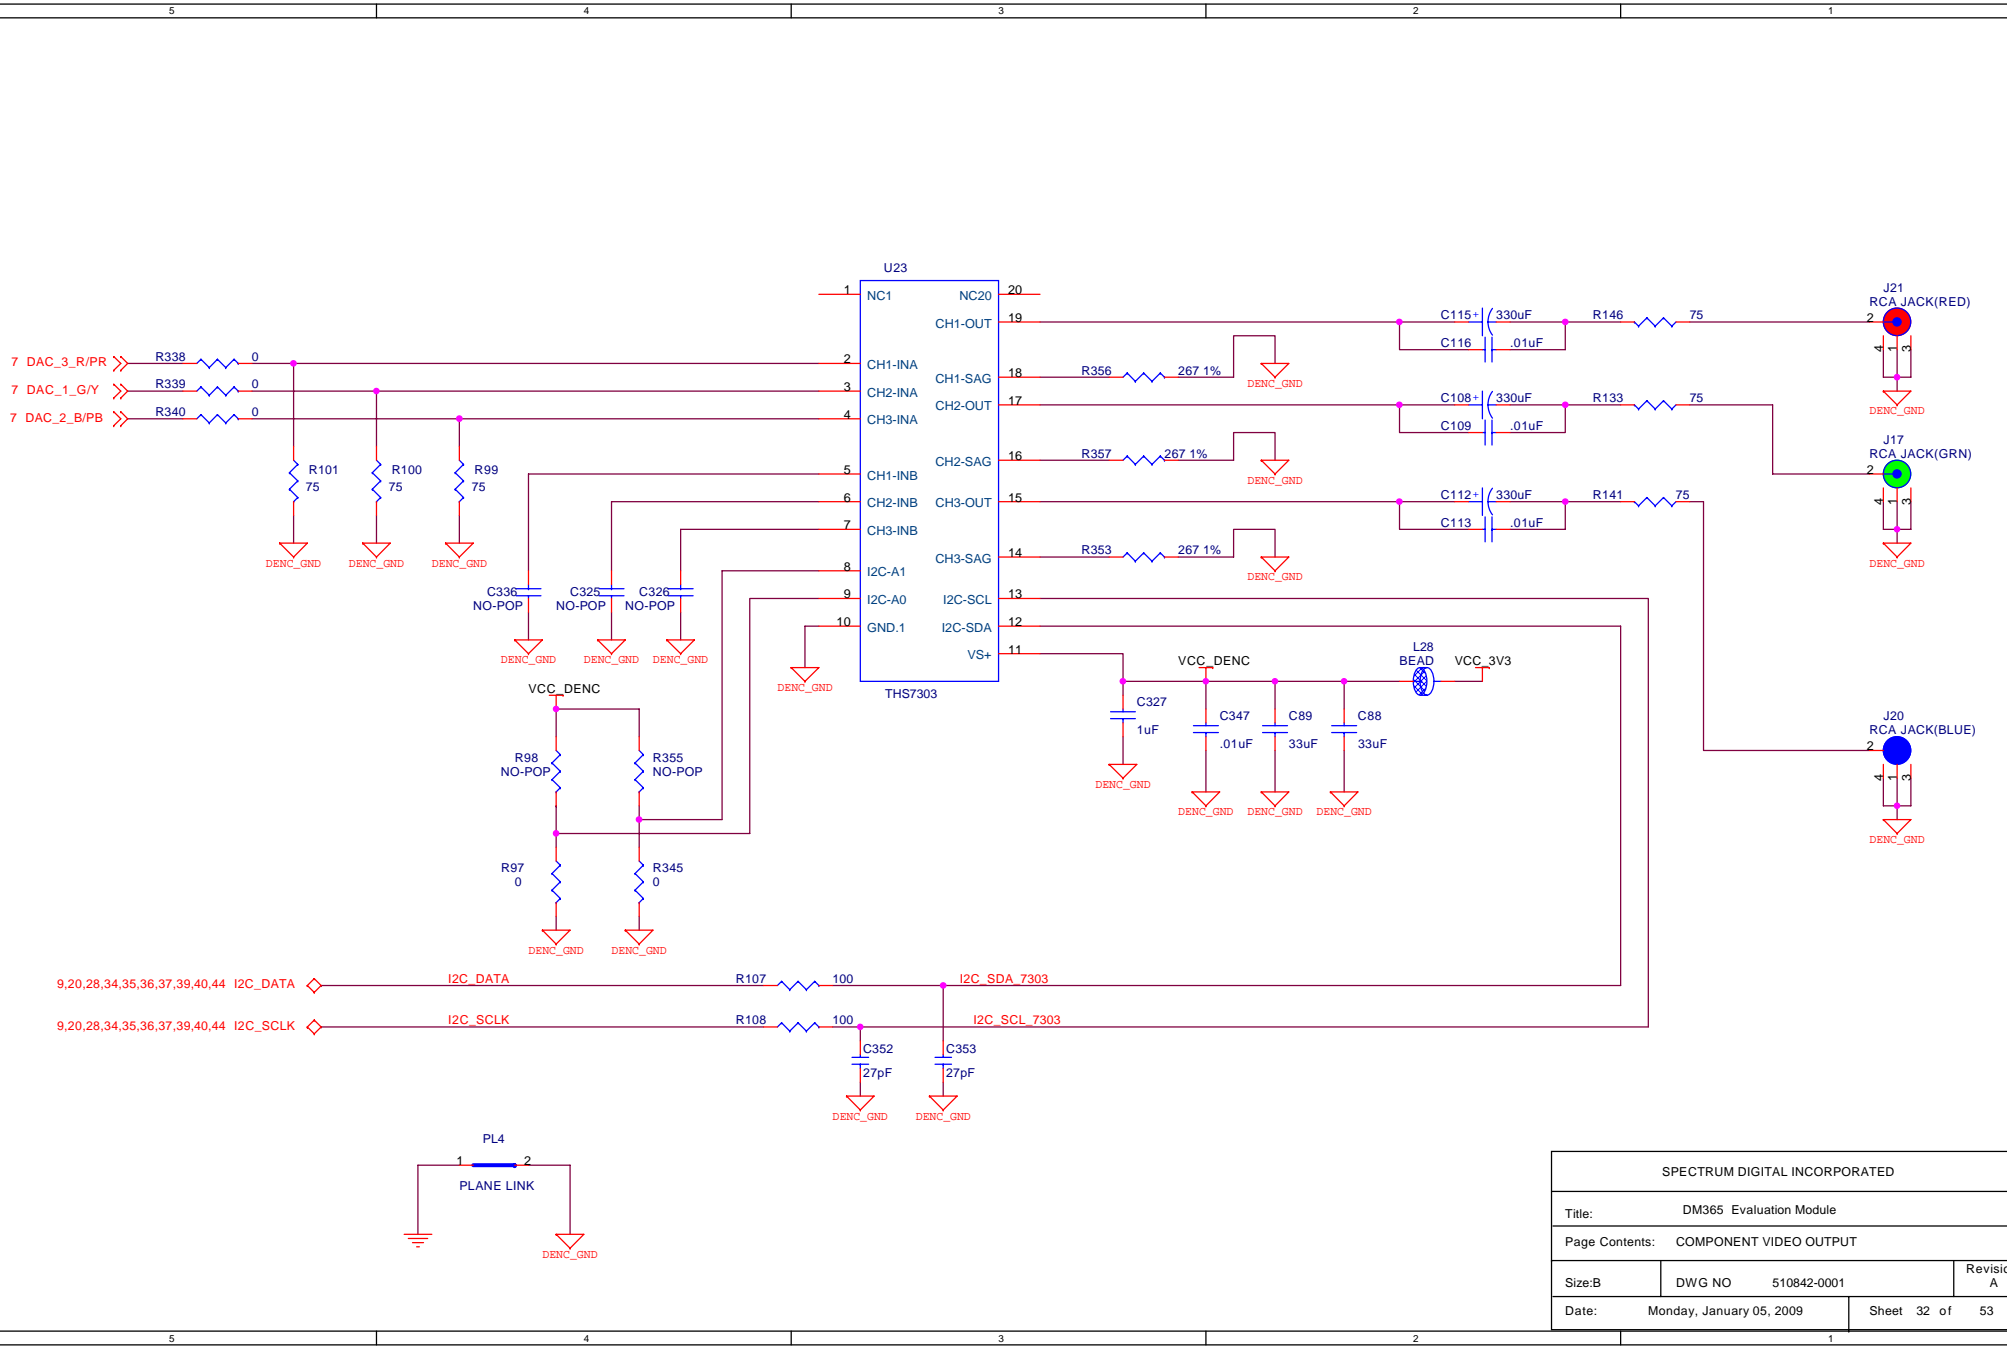 5 4 3 2 1
U23
1 NC1 NC20 20
CH1-OUT 19
2 CH1-INA
3 CH2-INA CH1-SAG 18
4 CH3-INA CH2-OUT 17
5 CH1-INB CH2-SAG 16
6 CH2-INB CH3-OUT 15
7 CH3-INB
CH3-SAG 14
8 I2C-A1
9 I2C-A0 I2C-SCL 13
10 GND.1 I2C-SDA 12
VS+ 11
THS7303
7 DAC_3_R/PR R338 0
7 DAC_1_G/Y R339 0
7 DAC_2_B/PB R340 0
R101 R100 R99
75 75 75
DENC_GND DENC_GND DENC_GND
C336 C325 C326
NO-POP NO-POP NO-POP
DENC_GND DENC_GND DENC_GND
DENC_GND
C115 + 330uF R146 75
C116 .01uF
R356 267 1%
DENC_GND
C108 + 330uF R133 75
C109 .01uF
R357 267 1%
DENC_GND
C112 + 330uF R141 75
C113 .01uF
R353 267 1%
DENC_GND
J21
RCA JACK(RED)
2
4 1 3
DENC_GND
J17
RCA JACK(GRN)
2
4 1 3
DENC_GND
J20
RCA JACK(BLUE)
2
4 1 3
DENC_GND
VCC_DENC
L28
BEAD
VCC_3V3
C327
1uF
C347 C89 C88
.01uF 33uF 33uF
DENC_GND
DENC_GND DENC_GND DENC_GND
VCC_DENC
R98 R355
NO-POP NO-POP
R97 R345
0 0
DENC_GND DENC_GND
9,20,28,34,35,36,37,39,40,44 I2C_DATA I2C_DATA R107 100 I2C_SDA_7303
9,20,28,34,35,36,37,39,40,44 I2C_SCLK I2C_SCLK R108 100 I2C_SCL_7303
C352 C353
27pF 27pF
DENC_GND DENC_GND
PL4
1 2
PLANE LINK
DENC_GND
SPECTRUM DIGITAL INCORPORATED
Title: DM365 Evaluation Module
Page Contents: COMPONENT VIDEO OUTPUT
Size:B DWG NO 510842-0001 Revisio
A
Date: Monday, January 05, 2009 Sheet 32 of 53
5 4 3 2 1